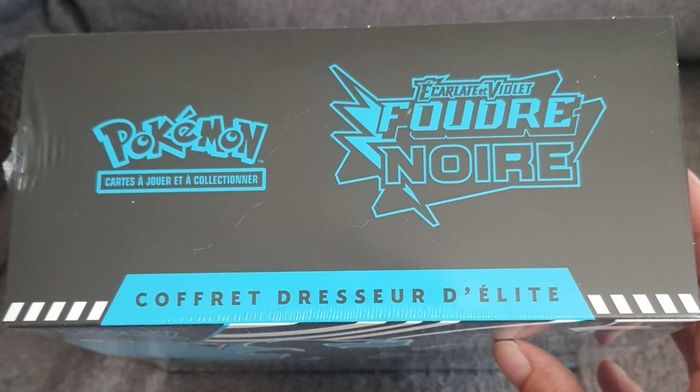 POKéMON
CARTES À JOUER ET À COLLECTIONNER
ÉCARLATE et VIOLET
FOUDRE
NOIRE
COFFRET DRESSEUR D'ÉLITE